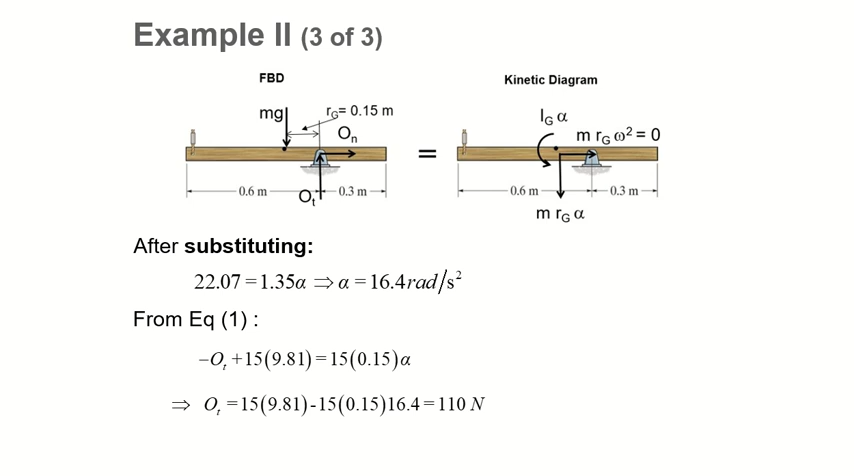 Example II (3 of 3)
FBD
Kinetic Diagram
mg
r_G= 0.15 m
O_n
O_t
0.6 m
0.3 m
=
I_G α
m r_G ω² = 0
0.6 m
0.3 m
m r_G α
After substituting:
22.07 = 1.35α ⇒ α = 16.4rad/s²
From Eq (1) :
−O_t +15(9.81) = 15(0.15)α
⇒ O_t = 15(9.81)-15(0.15)16.4 = 110 N